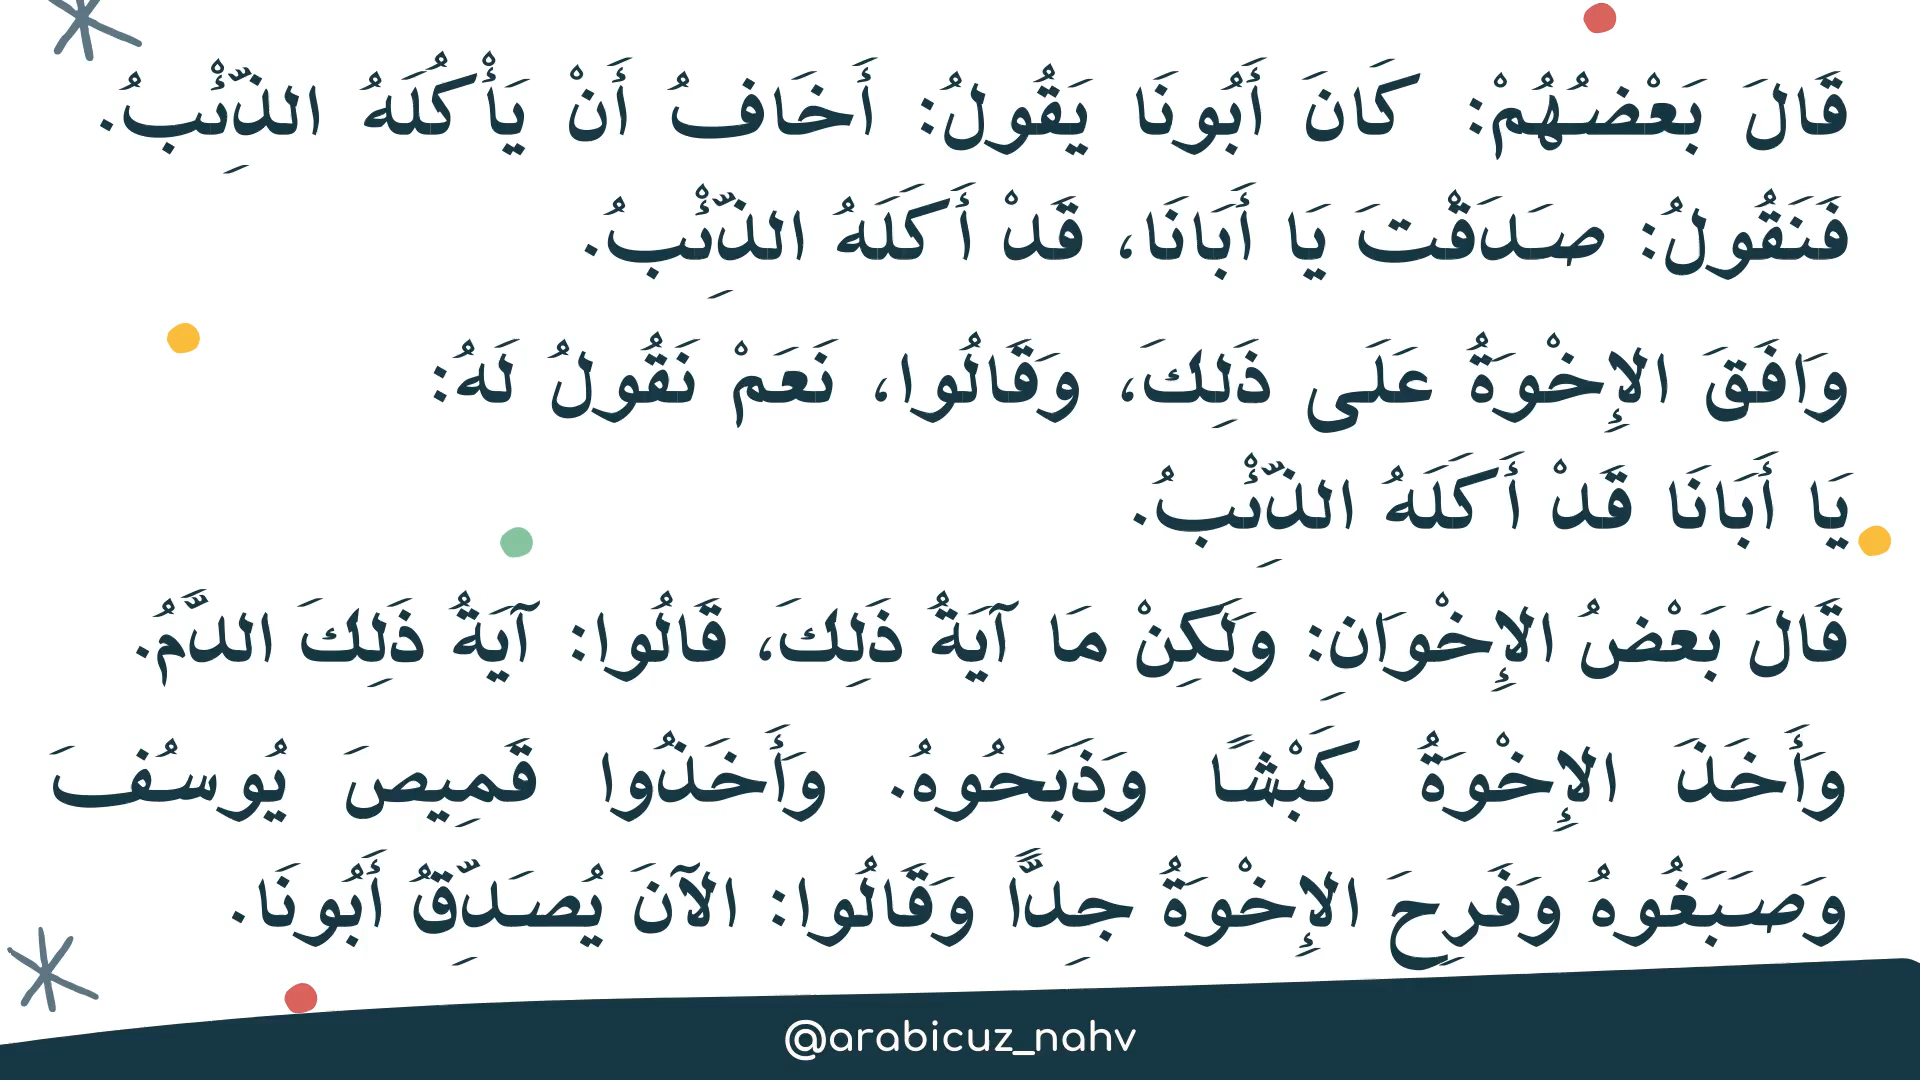 قَالَ بَعْضُهُمْ: كَانَ أَبُونَا يَقُولُ: أَخَافُ أَنْ يَأْكُلَهُ الذِّئْبُ.
فَنَقُولُ: صَدَقْتَ يَا أَبَانَا، قَدْ أَكَلَهُ الذِّئْبُ.
وَافَقَ الإِخْوَةُ عَلَى ذَلِكَ، وَقَالُوا، نَعَمْ نَقُولُ لَهُ:
يَا أَبَانَا قَدْ أَكَلَهُ الذِّئْبُ.
قَالَ بَعْضُ الإِخْوَانِ: وَلَكِنْ مَا آيَةُ ذَلِكَ، قَالُوا: آيَةُ ذَلِكَ الدَّمُ.
وَأَخَذَ الإِخْوَةُ كَبْشًا وَذَبَحُوهُ. وَأَخَذُوا قَمِيصَ يُوسُفَ
وَصَبَغُوهُ وَفَرِحَ الإِخْوَةُ جِدًّا وَقَالُوا: الآنَ يُصَدِّقُ أَبُونَا.
@arabicuz_nahv